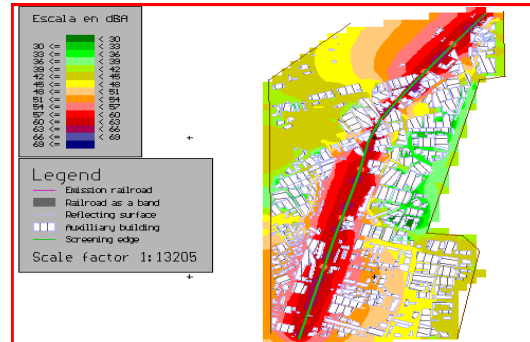 Escala en dBA
< 30
30 <= < 33
33 <= < 36
36 <= < 39
39 <= < 42
42 <= < 45
45 <= < 48
48 <= < 51
51 <= < 54
54 <= < 57
57 <= < 60
60 <= < 63
63 <= < 66
66 <= < 69
69 <=
Legend
Emission railroad
Railroad as a band
Reflecting surface
Auxilliary building
Screening edge
Scale factor 1:13205